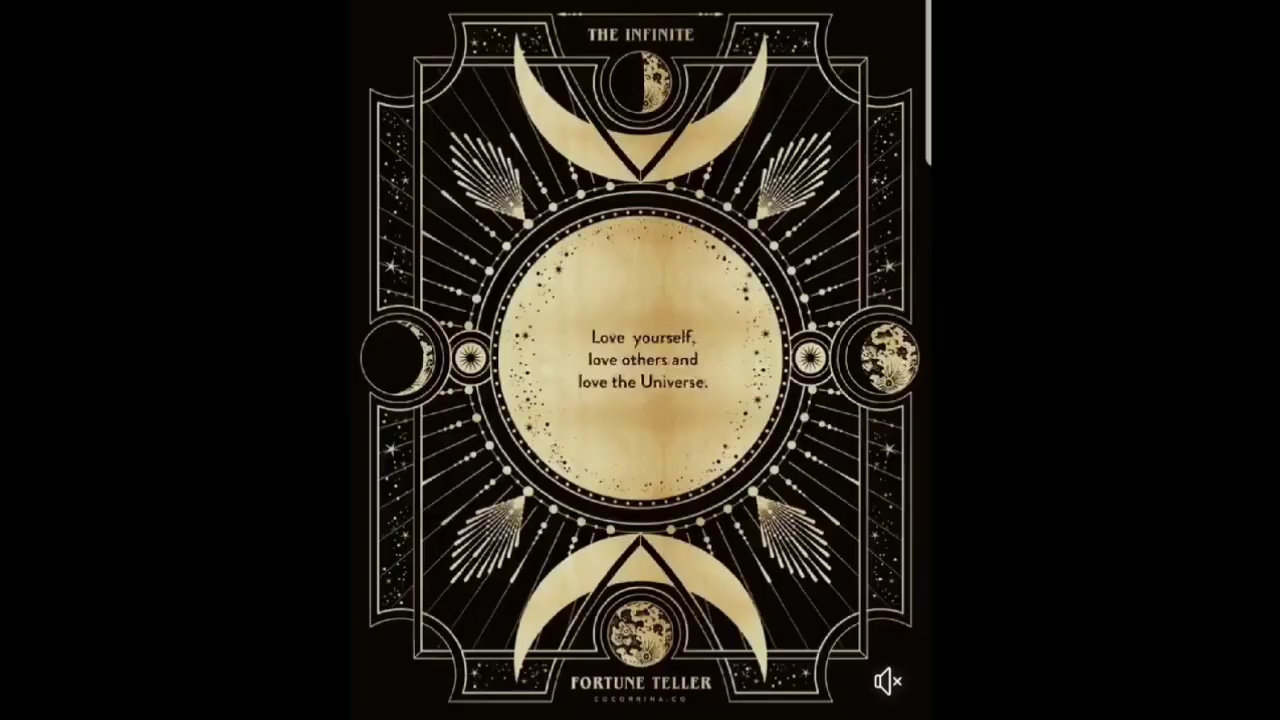 THE INFINITE
Love yourself,
love others and
love the Universe.
FORTUNE TELLER
COCORRINA.CO